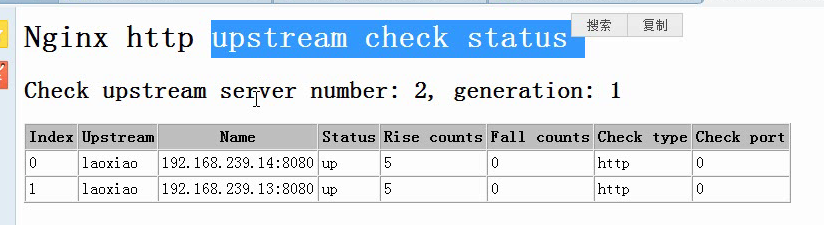 Nginx http upstream check status
搜索 复制
Check upstream server number: 2, generation: 1
Index Upstream Name Status Rise counts Fall counts Check type Check port
0 laoxiao 192.168.239.14:8080 up 5 0 http 0
1 laoxiao 192.168.239.13:8080 up 5 0 http 0